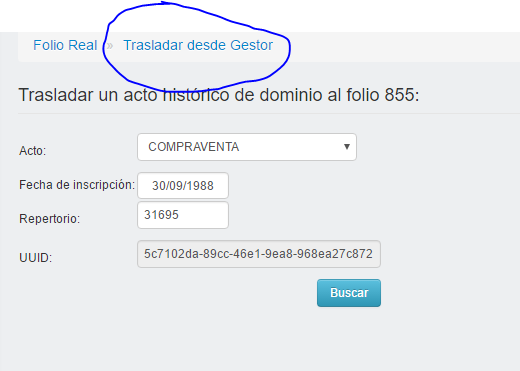 Folio Real » Trasladar desde Gestor
Trasladar un acto histórico de dominio al folio 855:
Acto: COMPRAVENTA
Fecha de inscripción: 30/09/1988
Repertorio: 31695
UUID: 5c7102da-89cc-46e1-9ea8-968ea27c872
Buscar